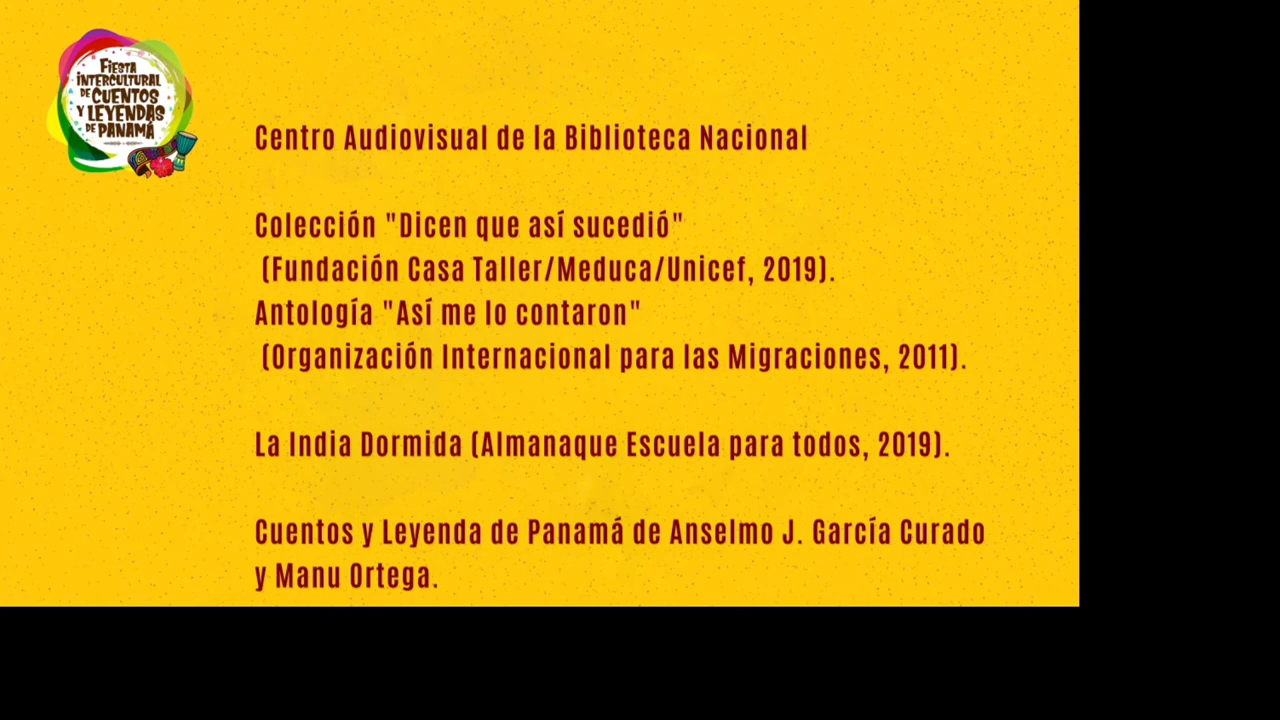 Fiesta
Intercultural
de Cuentos
y Leyendas
de Panamá
Centro Audiovisual de la Biblioteca Nacional
Colección "Dicen que así sucedió"
(Fundación Casa Taller/Meduca/Unicef, 2019).
Antología "Así me lo contaron"
(Organización Internacional para las Migraciones, 2011).
La India Dormida (Almanaque Escuela para todos, 2019).
Cuentos y Leyenda de Panamá de Anselmo J. García Curado
y Manu Ortega.